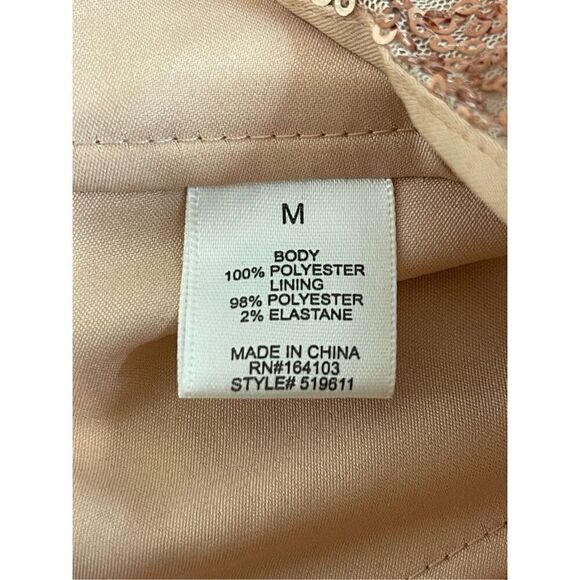 M
BODY
100% POLYESTER
LINING
98% POLYESTER
2% ELASTANE
MADE IN CHINA
RN#164103
STYLE# 519611